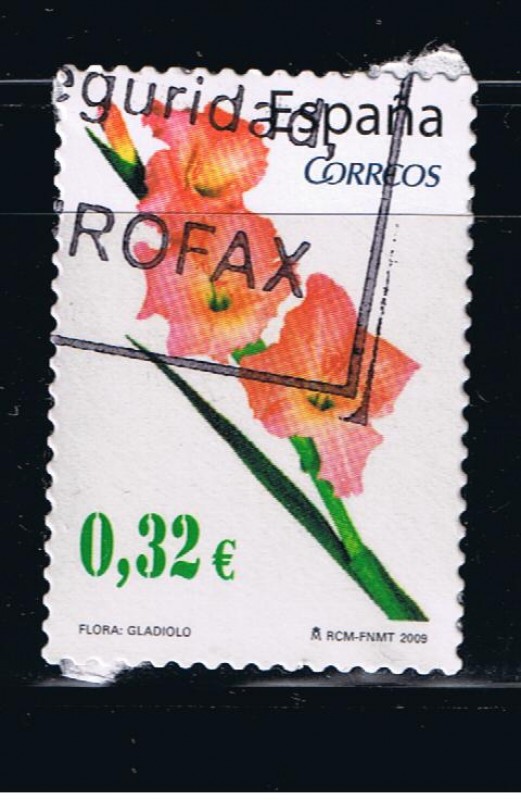 eguridad,
España
CORREOS
ROFAX
0,32 €
FLORA: GLADIOLO
RCM-FNMT 2009